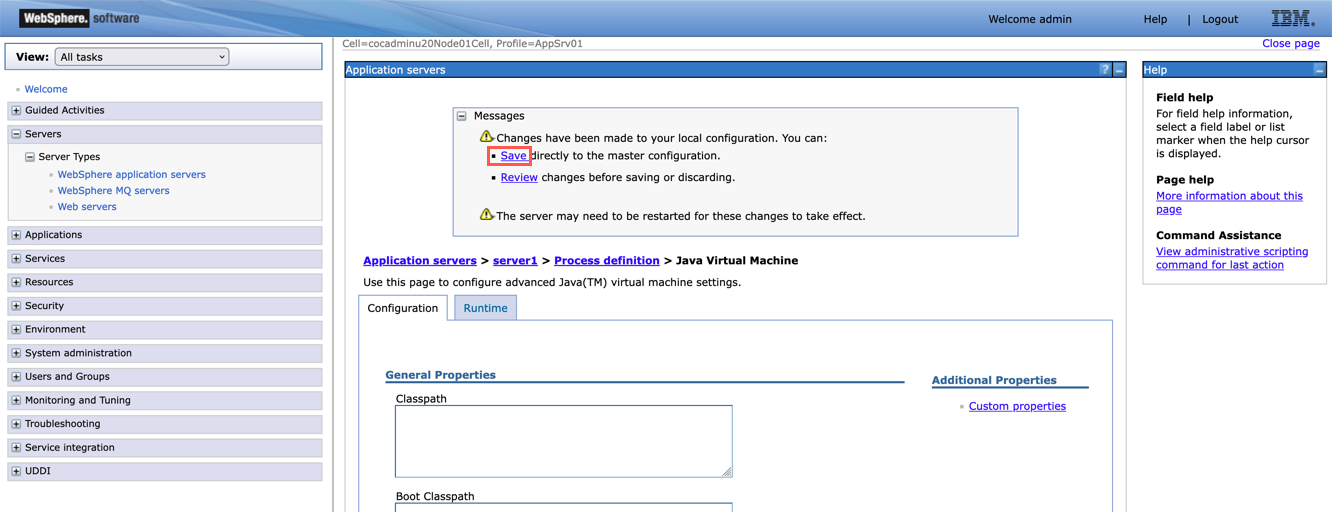 WebSphere. software
Welcome admin Help | Logout IBM.
View: All tasks
Welcome
Guided Activities
Servers
Server Types
WebSphere application servers
WebSphere MQ servers
Web servers
Applications
Services
Resources
Security
Environment
System administration
Users and Groups
Monitoring and Tuning
Troubleshooting
Service integration
UDDI
Cell=cocadminu20Node01Cell, Profile=AppSrv01
Close page
Application servers ?
Messages
Changes have been made to your local configuration. You can:
Save directly to the master configuration.
Review changes before saving or discarding.
The server may need to be restarted for these changes to take effect.
Application servers > server1 > Process definition > Java Virtual Machine
Use this page to configure advanced Java(TM) virtual machine settings.
Configuration Runtime
General Properties
Classpath
Boot Classpath
Additional Properties
Custom properties
Help
Field help
For field help information,
select a field label or list
marker when the help cursor
is displayed.
Page help
More information about this
page
Command Assistance
View administrative scripting
command for last action